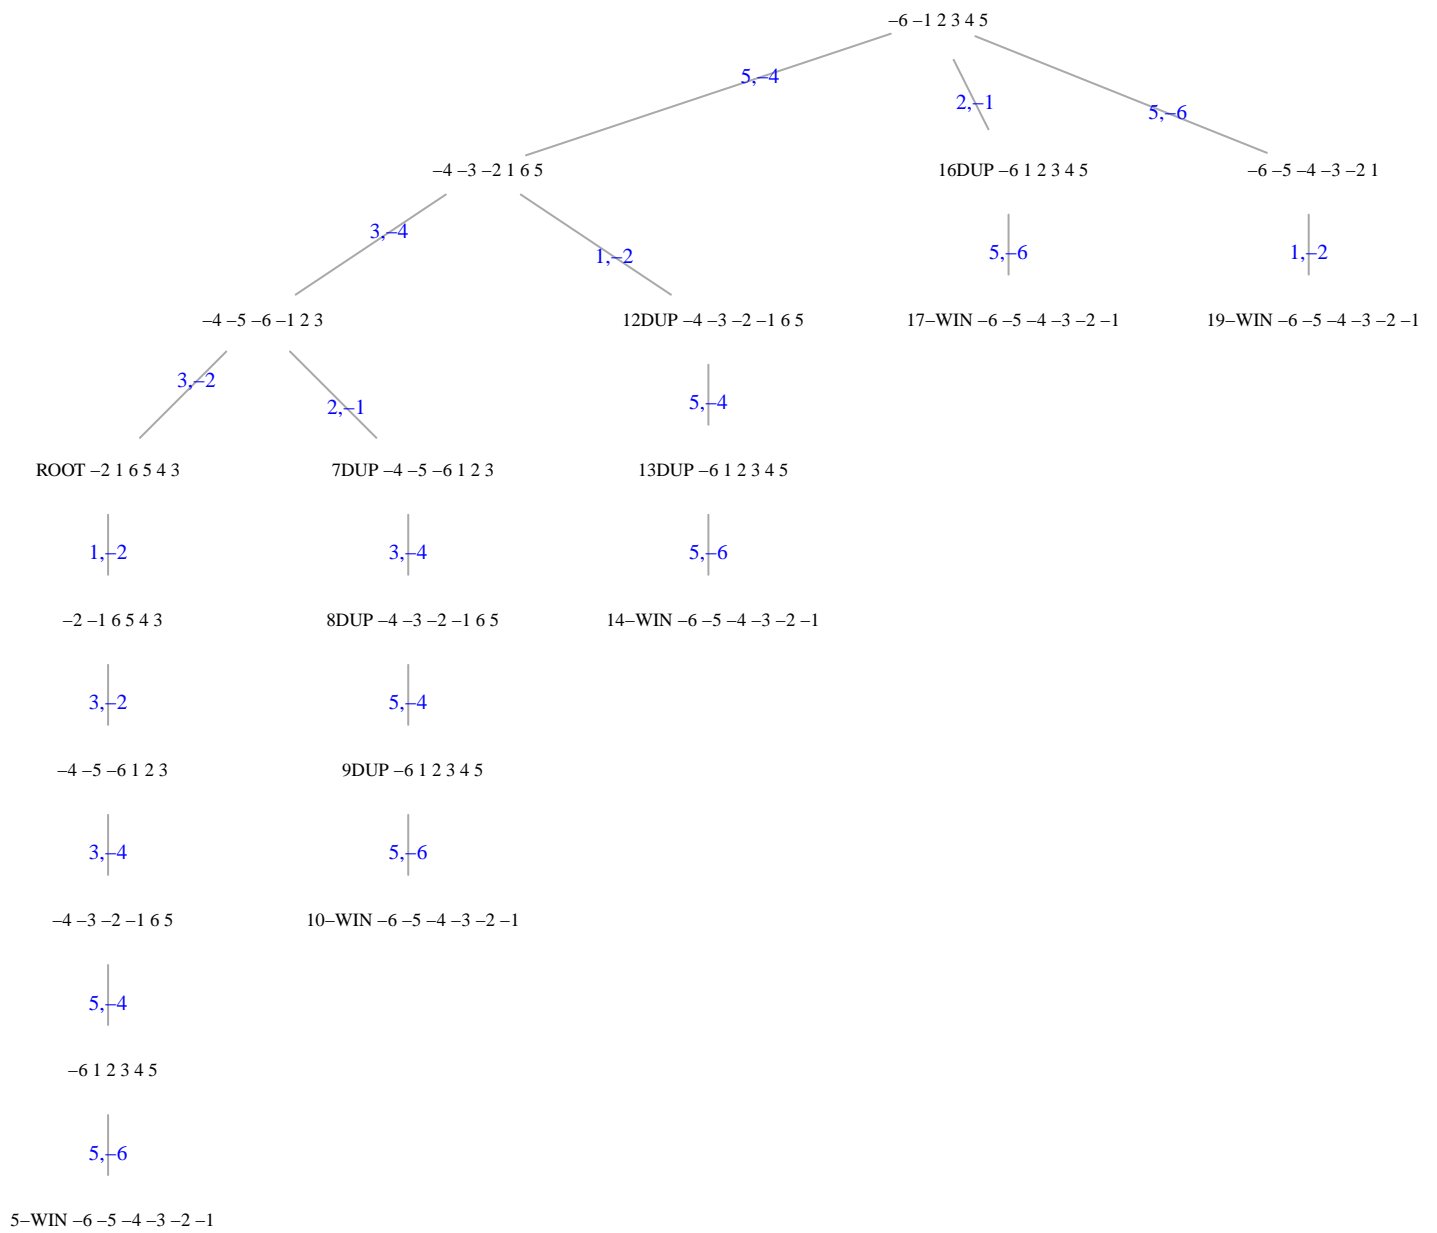 –6 –1 2 3 4 5
5,–4
2,–1
5,–6
–4 –3 –2 1 6 5
16DUP –6 1 2 3 4 5
–6 –5 –4 –3 –2 1
3,–4
1,–2
5,–6
1,–2
–4 –5 –6 –1 2 3
12DUP –4 –3 –2 –1 6 5
17–WIN –6 –5 –4 –3 –2 –1
19–WIN –6 –5 –4 –3 –2 –1
3,–2
2,–1
5,–4
ROOT –2 1 6 5 4 3
7DUP –4 –5 –6 1 2 3
13DUP –6 1 2 3 4 5
1,–2
3,–4
5,–6
–2 –1 6 5 4 3
8DUP –4 –3 –2 –1 6 5
14–WIN –6 –5 –4 –3 –2 –1
3,–2
5,–4
–4 –5 –6 1 2 3
9DUP –6 1 2 3 4 5
3,–4
5,–6
–4 –3 –2 –1 6 5
10–WIN –6 –5 –4 –3 –2 –1
5,–4
–6 1 2 3 4 5
5,–6
5–WIN –6 –5 –4 –3 –2 –1